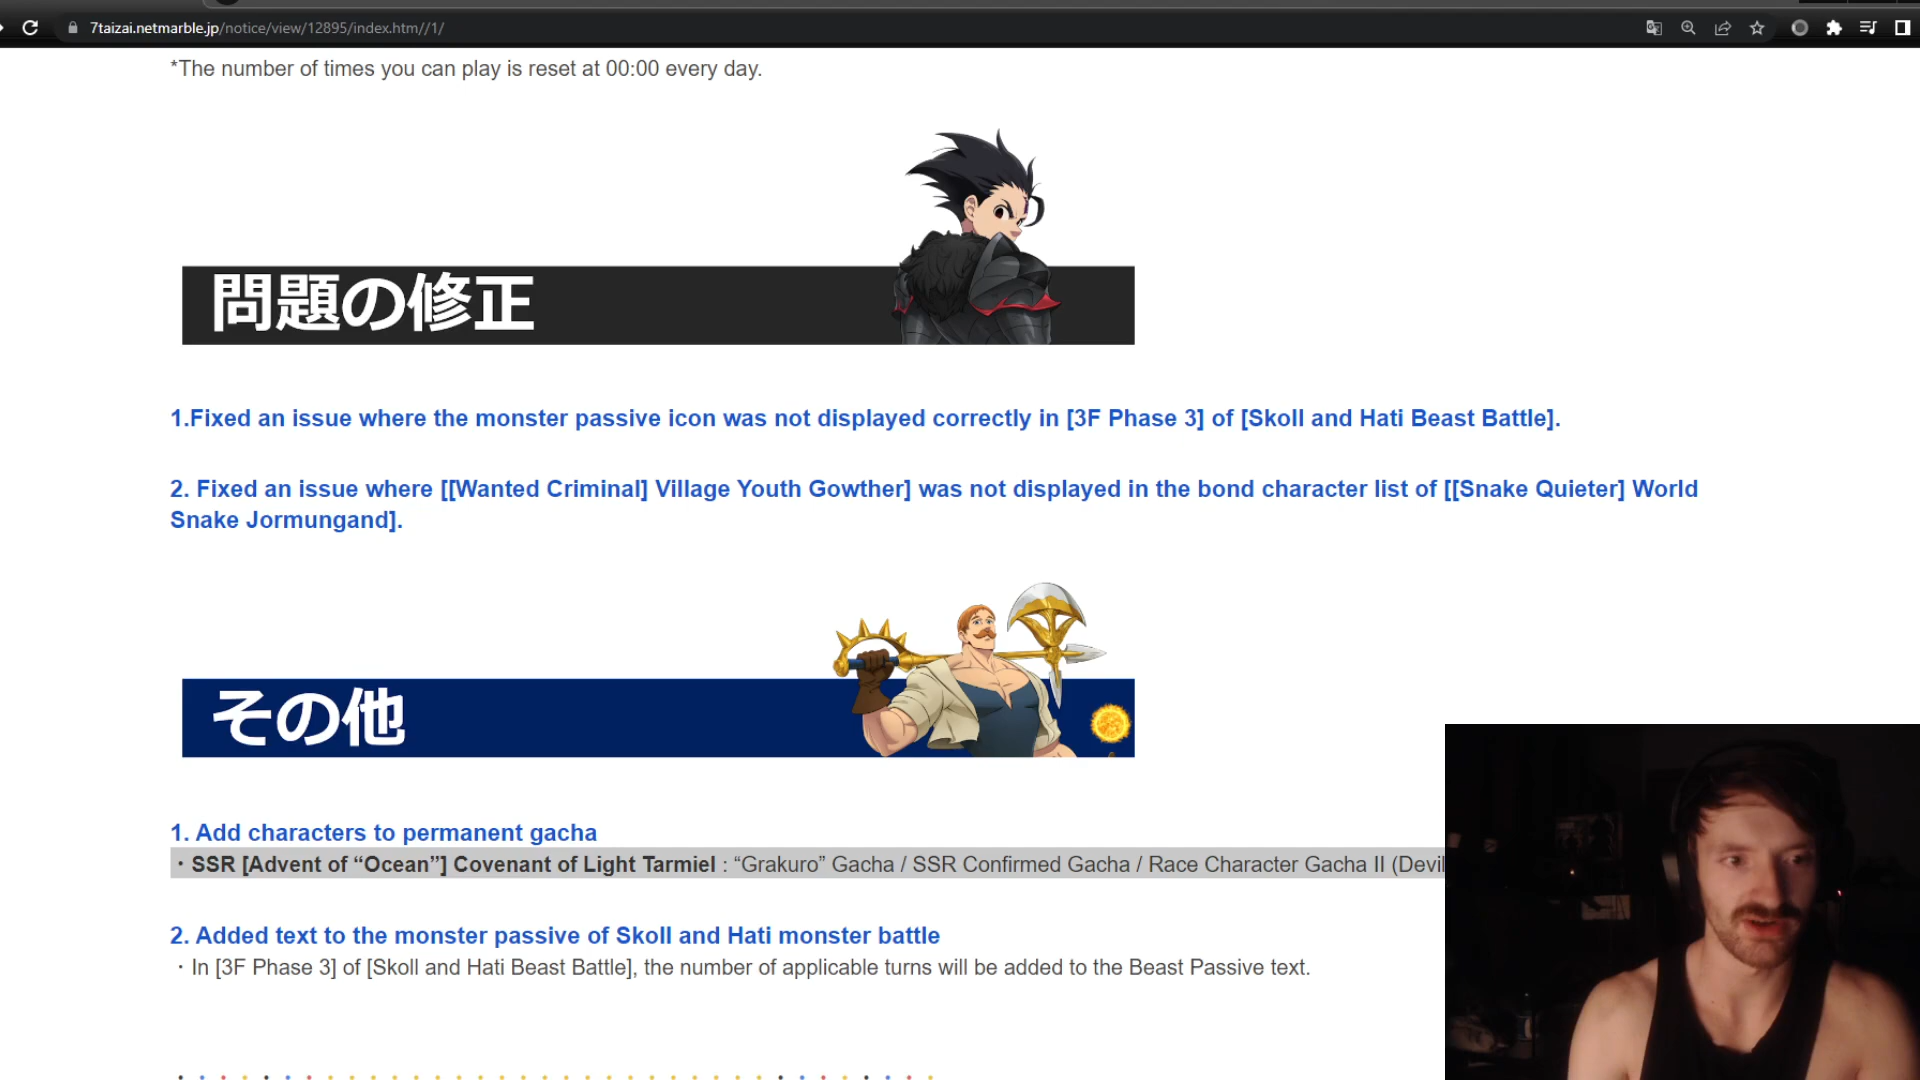 7taizai.netmarble.jp/notice/view/12895/index.htm//1/
*The number of times you can play is reset at 00:00 every day.
問題の修正
1.Fixed an issue where the monster passive icon was not displayed correctly in [3F Phase 3] of [Skoll and Hati Beast Battle].
2. Fixed an issue where [[Wanted Criminal] Village Youth Gowther] was not displayed in the bond character list of [[Snake Quieter] World
Snake Jormungand].
その他
1. Add characters to permanent gacha
・SSR [Advent of “Ocean”] Covenant of Light Tarmiel : “Grakuro” Gacha / SSR Confirmed Gacha / Race Character Gacha II (Devil
2. Added text to the monster passive of Skoll and Hati monster battle
・In [3F Phase 3] of [Skoll and Hati Beast Battle], the number of applicable turns will be added to the Beast Passive text.